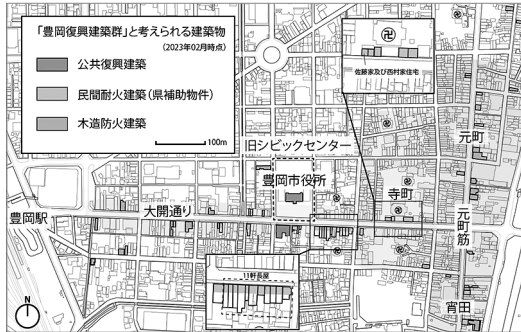 「豊岡復興建築群」と考えられる建築物
(2023年02月時点)
公共復興建築
民間耐火建築(県補助物件)
木造防火建築
100m
佐藤家及び西村家住宅
旧シビックセンター
元町
豊岡市役所
寺町
大開通り
豊岡駅
元町筋
11軒長屋
宵田
N